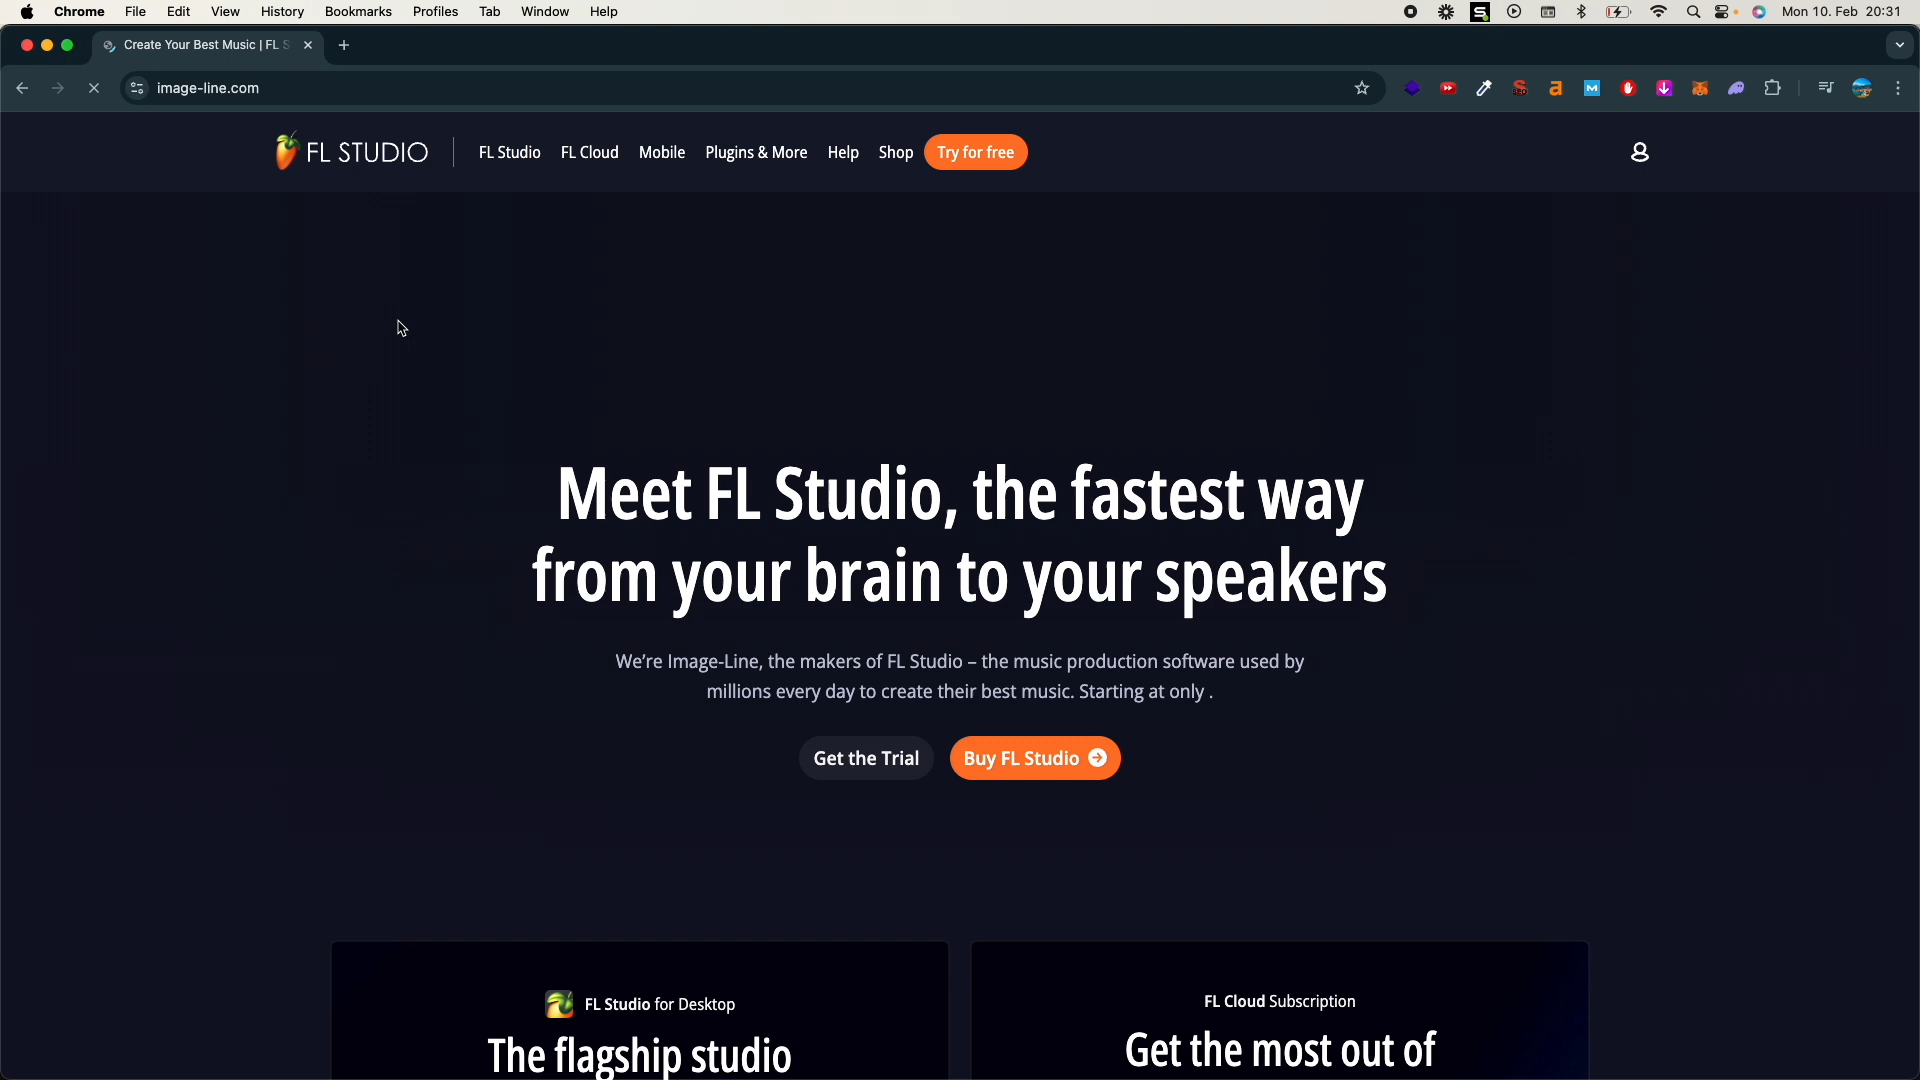 Chrome File Edit View History Bookmarks Profiles Tab Window Help Mon 10. Feb 20:31
Create Your Best Music | FL S
image-line.com
FL STUDIO FL Studio FL Cloud Mobile Plugins & More Help Shop Try for free
Meet FL Studio, the fastest way
from your brain to your speakers
We're Image-Line, the makers of FL Studio – the music production software used by
millions every day to create their best music. Starting at only .
Get the Trial Buy FL Studio
FL Studio for Desktop
The flagship studio
FL Cloud Subscription
Get the most out of